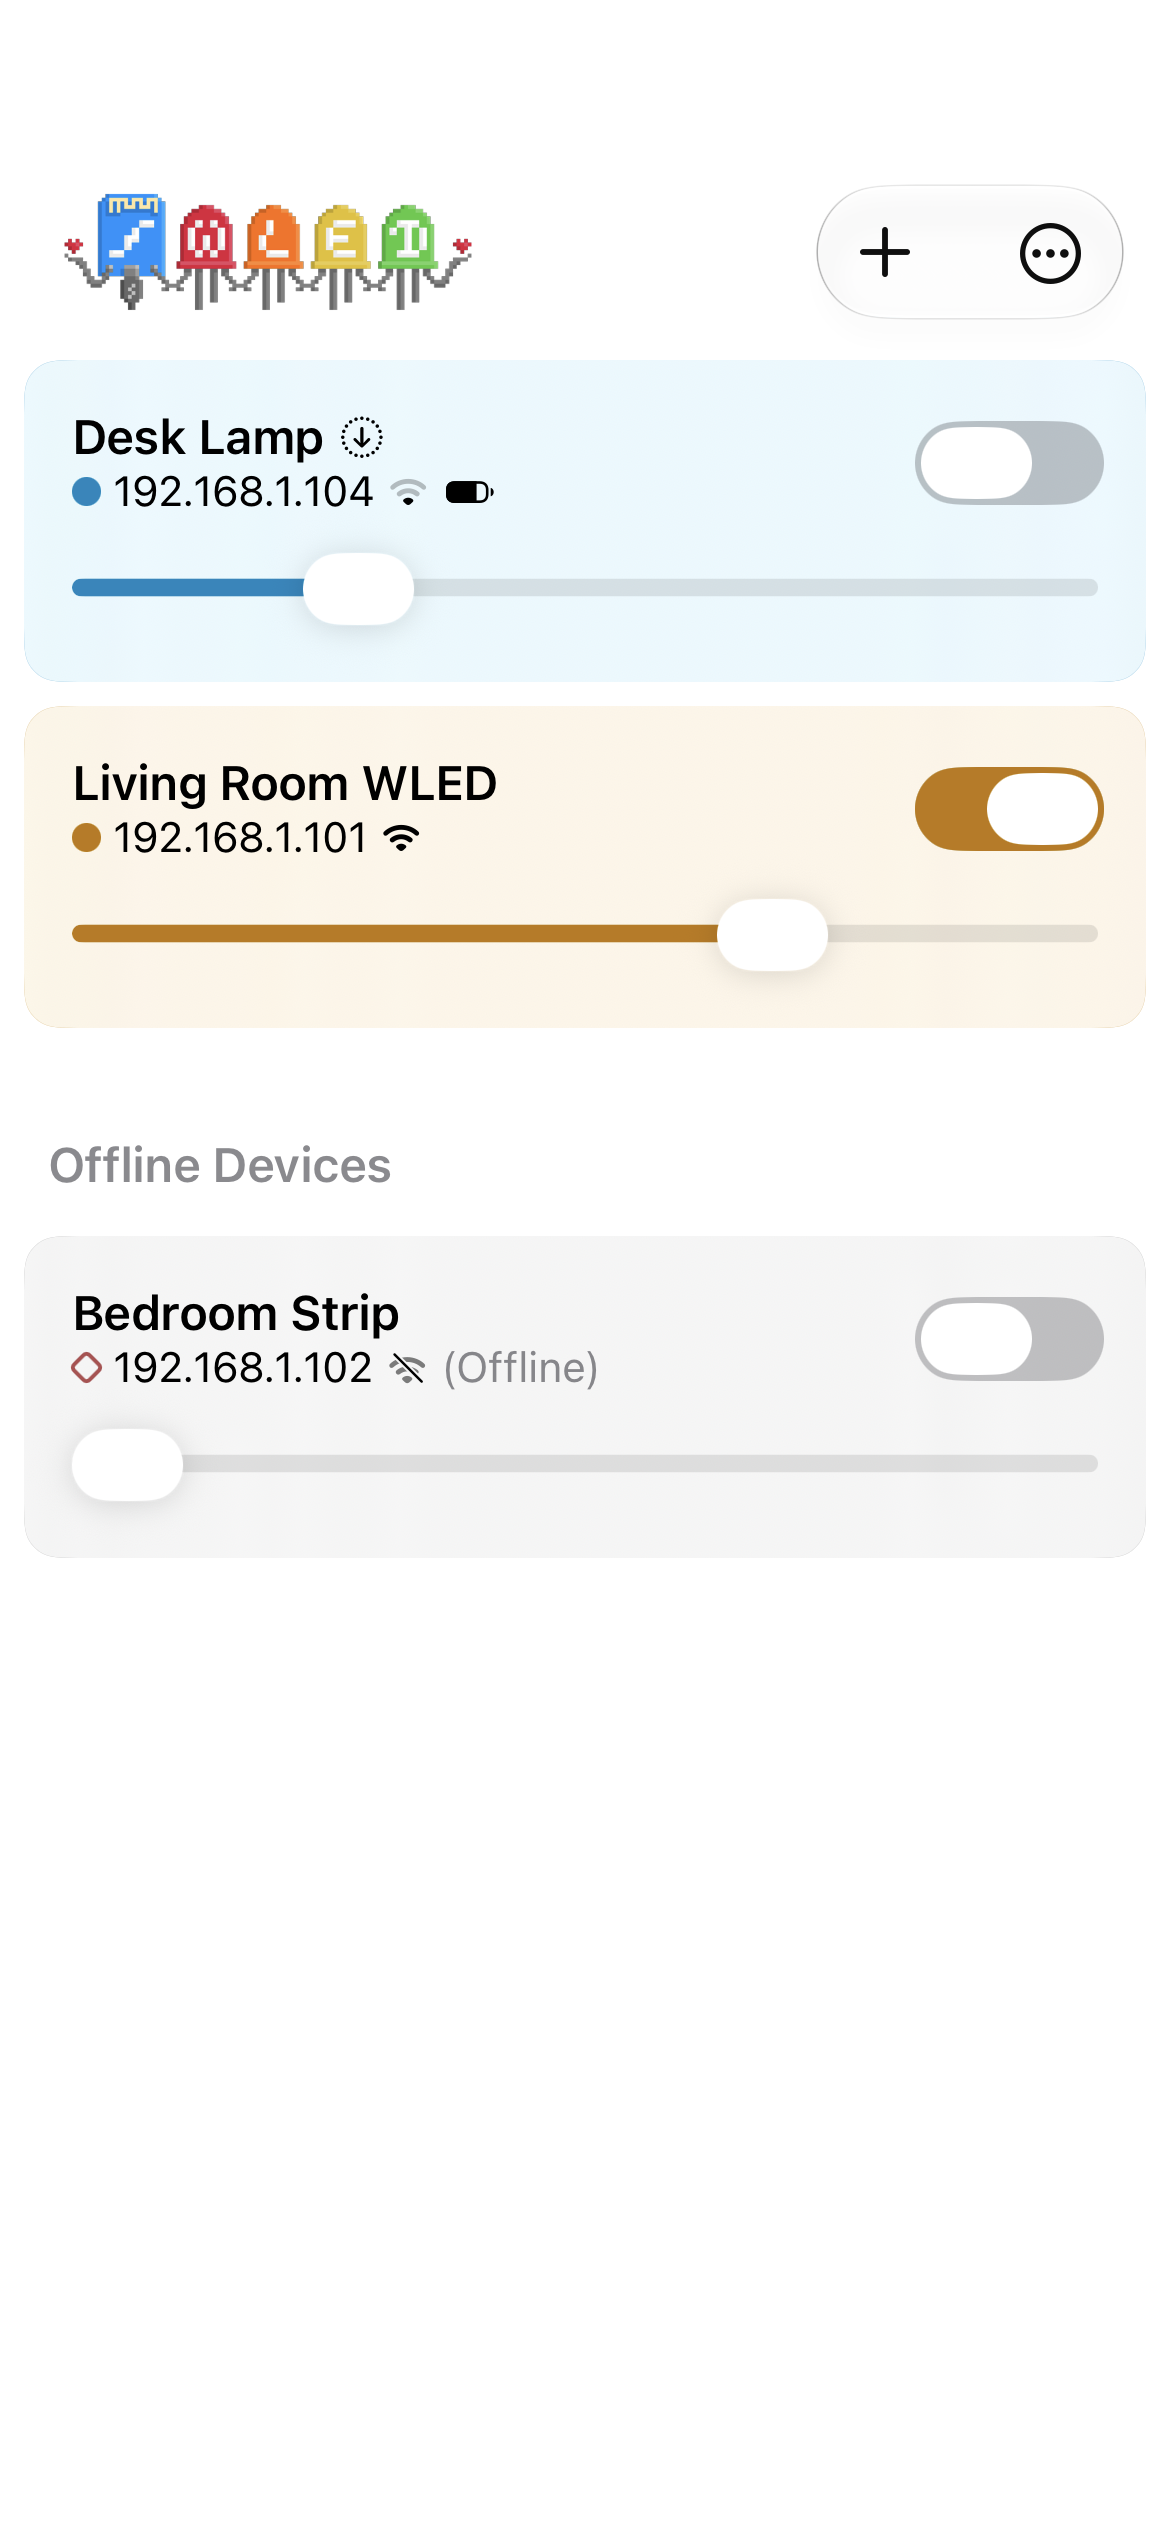 WLED
Desk Lamp
192.168.1.104
Living Room WLED
192.168.1.101
Offline Devices
Bedroom Strip
192.168.1.102 (Offline)